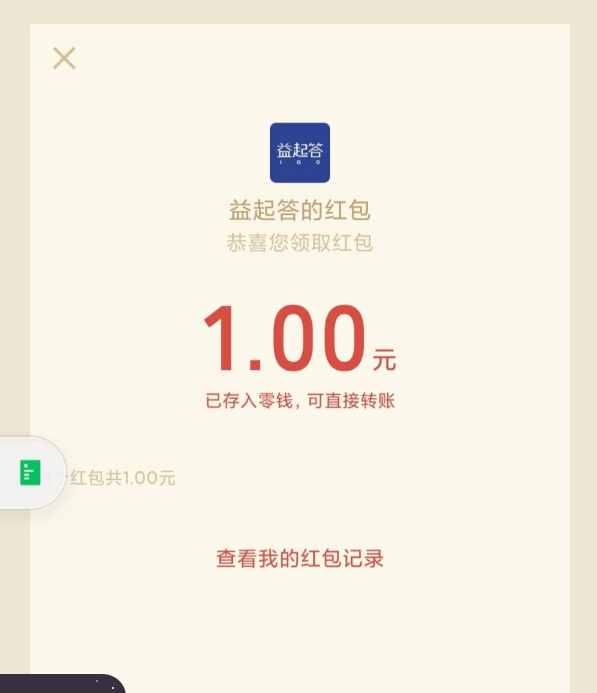 益起答
I G D
益起答的红包
恭喜您领取红包
1.00元
已存入零钱，可直接转账
1个红包共1.00元
查看我的红包记录